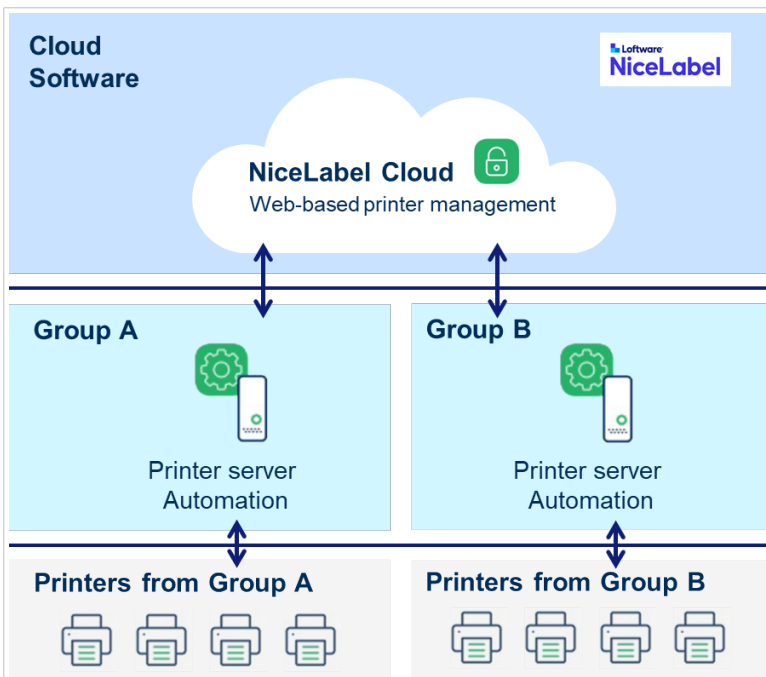 Cloud
Software
Loftware
NiceLabel
NiceLabel Cloud
Web-based printer management
Group A
Printer server
Automation
Group B
Printer server
Automation
Printers from Group A
Printers from Group B